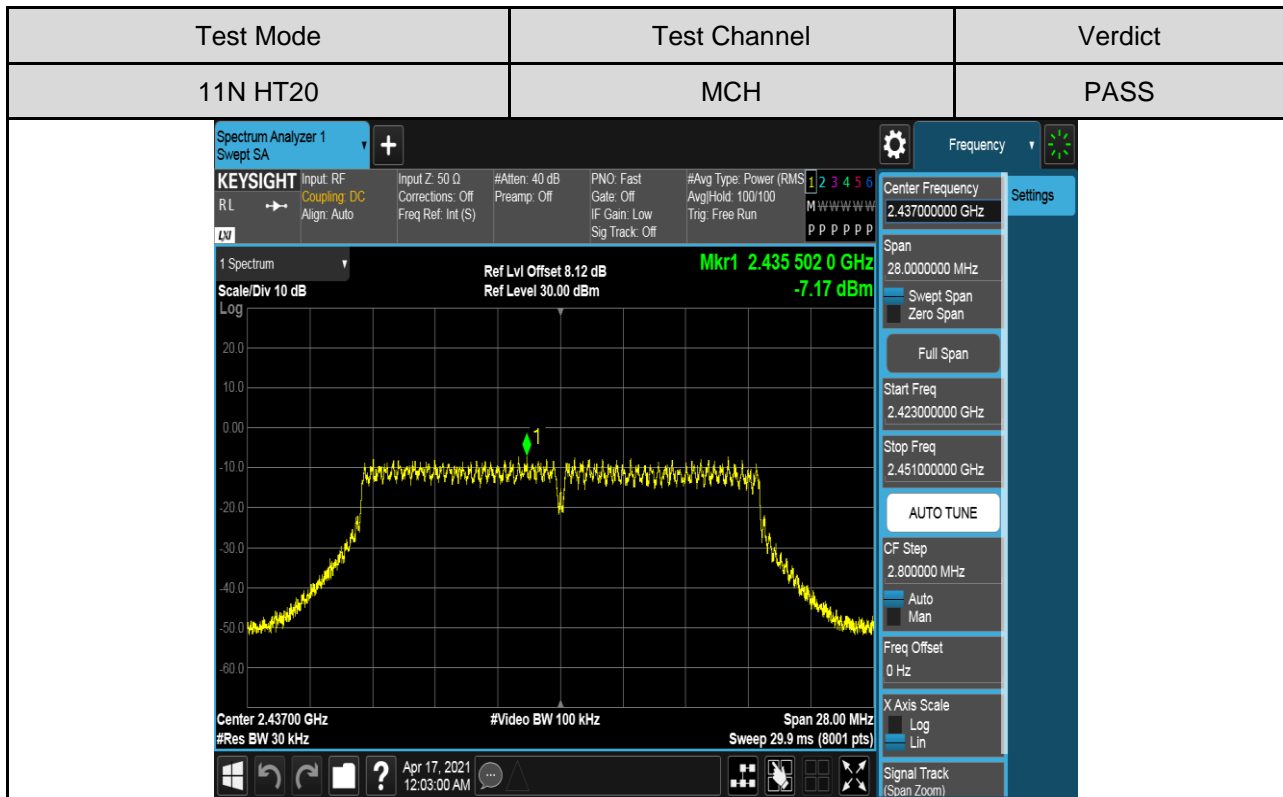 Test Mode Test Channel Verdict
11N HT20 MCH PASS
Spectrum Analyzer 1
Swept SA
+
Frequency
KEYSIGHT
RL
LXI
Input: RF
Coupling: DC
Align: Auto
Input Z: 50 Ω
Corrections: Off
Freq Ref: Int (S)
#Atten: 40 dB
Preamp: Off
PNO: Fast
Gate: Off
IF Gain: Low
Sig Track: Off
#Avg Type: Power (RMS
Avg|Hold: 100/100
Trig: Free Run
1 2 3 4 5 6
M W W W W W
P P P P P P
1 Spectrum
Scale/Div 10 dB
Ref Lvl Offset 8.12 dB
Ref Level 30.00 dBm
Mkr1 2.435 502 0 GHz
-7.17 dBm
Log
20.0
10.0
0.00
-10.0
-20.0
-30.0
-40.0
-50.0
-60.0
1
Center 2.43700 GHz
#Res BW 30 kHz
#Video BW 100 kHz
Span 28.00 MHz
Sweep 29.9 ms (8001 pts)
Center Frequency
2.437000000 GHz
Settings
Span
28.0000000 MHz
Swept Span
Zero Span
Full Span
Start Freq
2.423000000 GHz
Stop Freq
2.451000000 GHz
AUTO TUNE
CF Step
2.800000 MHz
Auto
Man
Freq Offset
0 Hz
X Axis Scale
Log
Lin
Signal Track
(Span Zoom)
?
Apr 17, 2021
12:03:00 AM